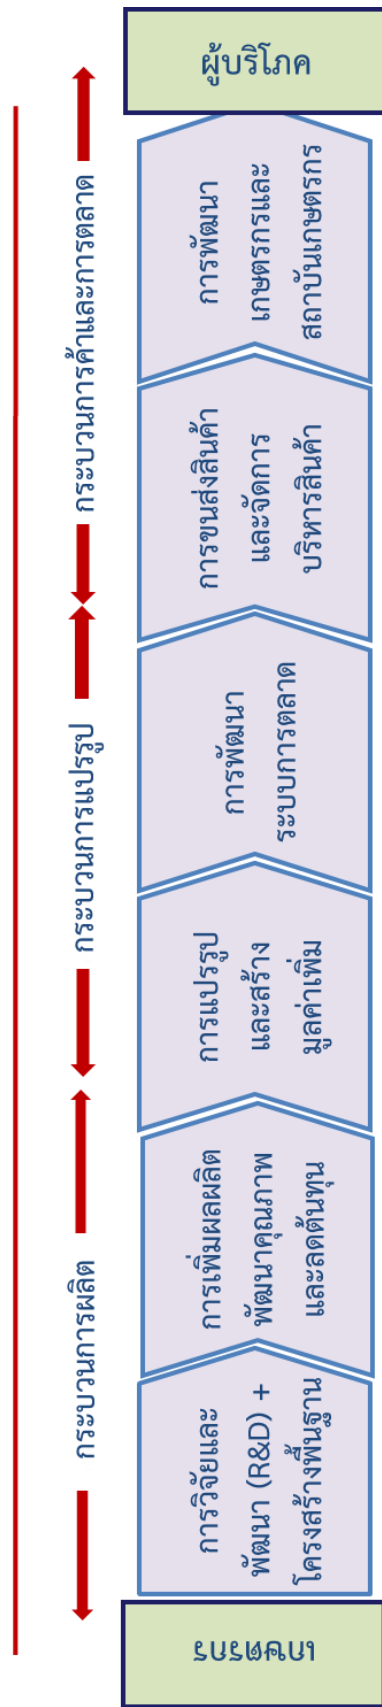 กระบวนการผลิต
กระบวนการแปรรูป
กระบวนการค้าและการตลาด
เกษตรกร
การวิจัยและ
พัฒนา (R&D) +
โครงสร้างพื้นฐาน
การเพิ่มผลผลิต
พัฒนาคุณภาพ
และลดต้นทุน
การแปรรูป
และสร้าง
มูลค่าเพิ่ม
การพัฒนา
ระบบการตลาด
การขนส่งสินค้า
และจัดการ
บริหารสินค้า
การพัฒนา
เกษตรกรและ
สถาบันเกษตรกร
ผู้บริโภค